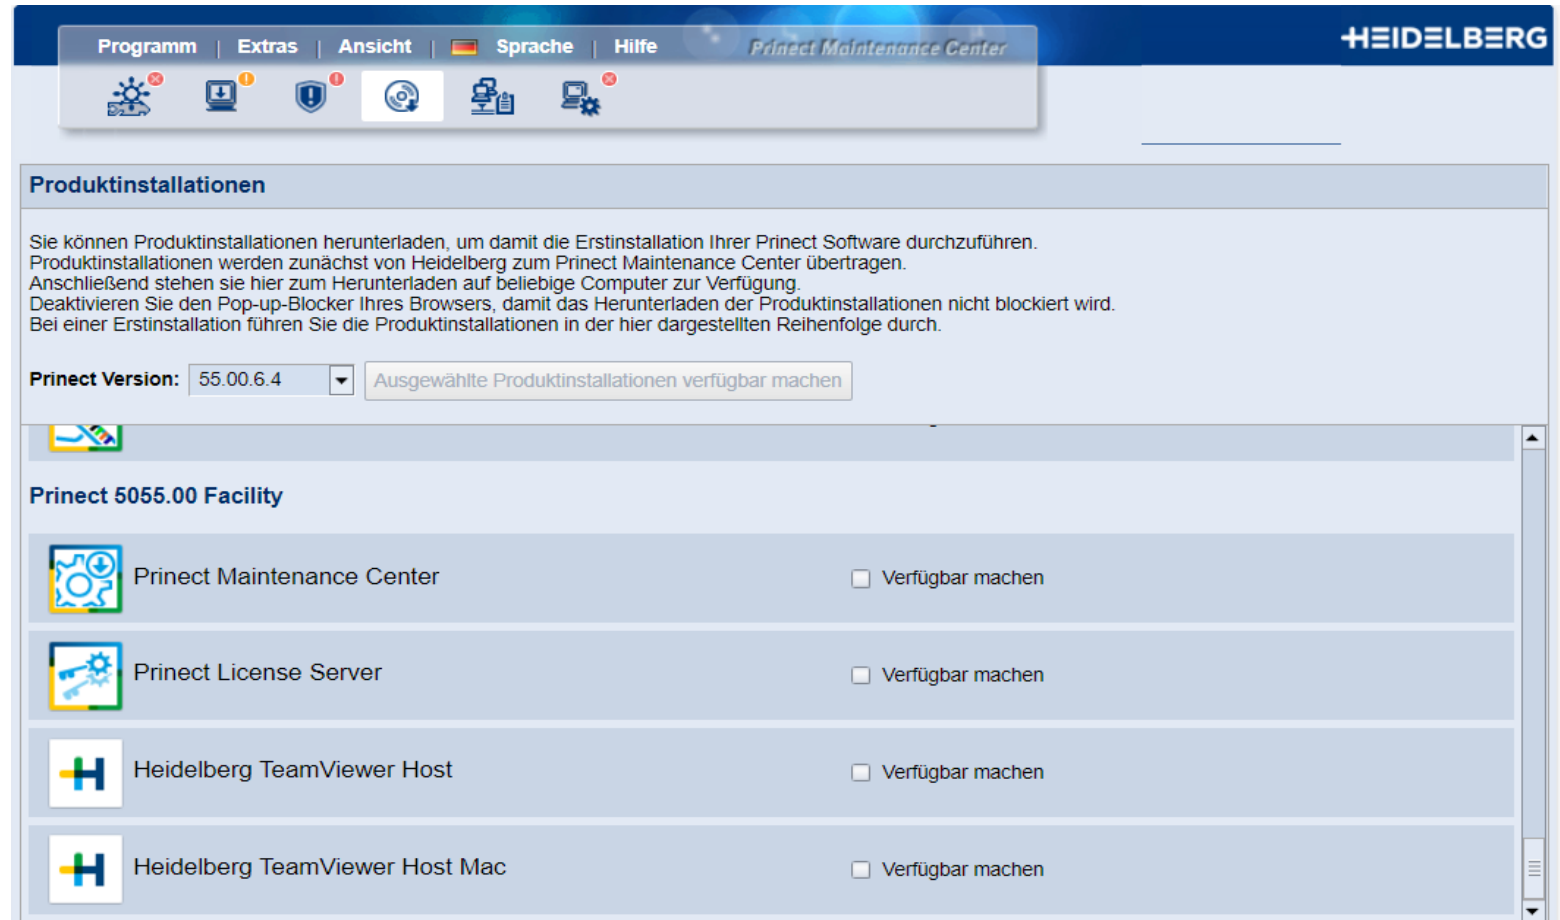 HEIDELBERG
Programm | Extras | Ansicht | Sprache | Hilfe Prinect Maintenance Center
Produktinstallationen
Sie können Produktinstallationen herunterladen, um damit die Erstinstallation Ihrer Prinect Software durchzuführen.
Produktinstallationen werden zunächst von Heidelberg zum Prinect Maintenance Center übertragen.
Anschließend stehen sie hier zum Herunterladen auf beliebige Computer zur Verfügung.
Deaktivieren Sie den Pop-up-Blocker Ihres Browsers, damit das Herunterladen der Produktinstallationen nicht blockiert wird.
Bei einer Erstinstallation führen Sie die Produktinstallationen in der hier dargestellten Reihenfolge durch.
Prinect Version: 55.00.6.4 Ausgewählte Produktinstallationen verfügbar machen
Prinect 5055.00 Facility
Prinect Maintenance Center Verfügbar machen
Prinect License Server Verfügbar machen
Heidelberg TeamViewer Host Verfügbar machen
Heidelberg TeamViewer Host Mac Verfügbar machen